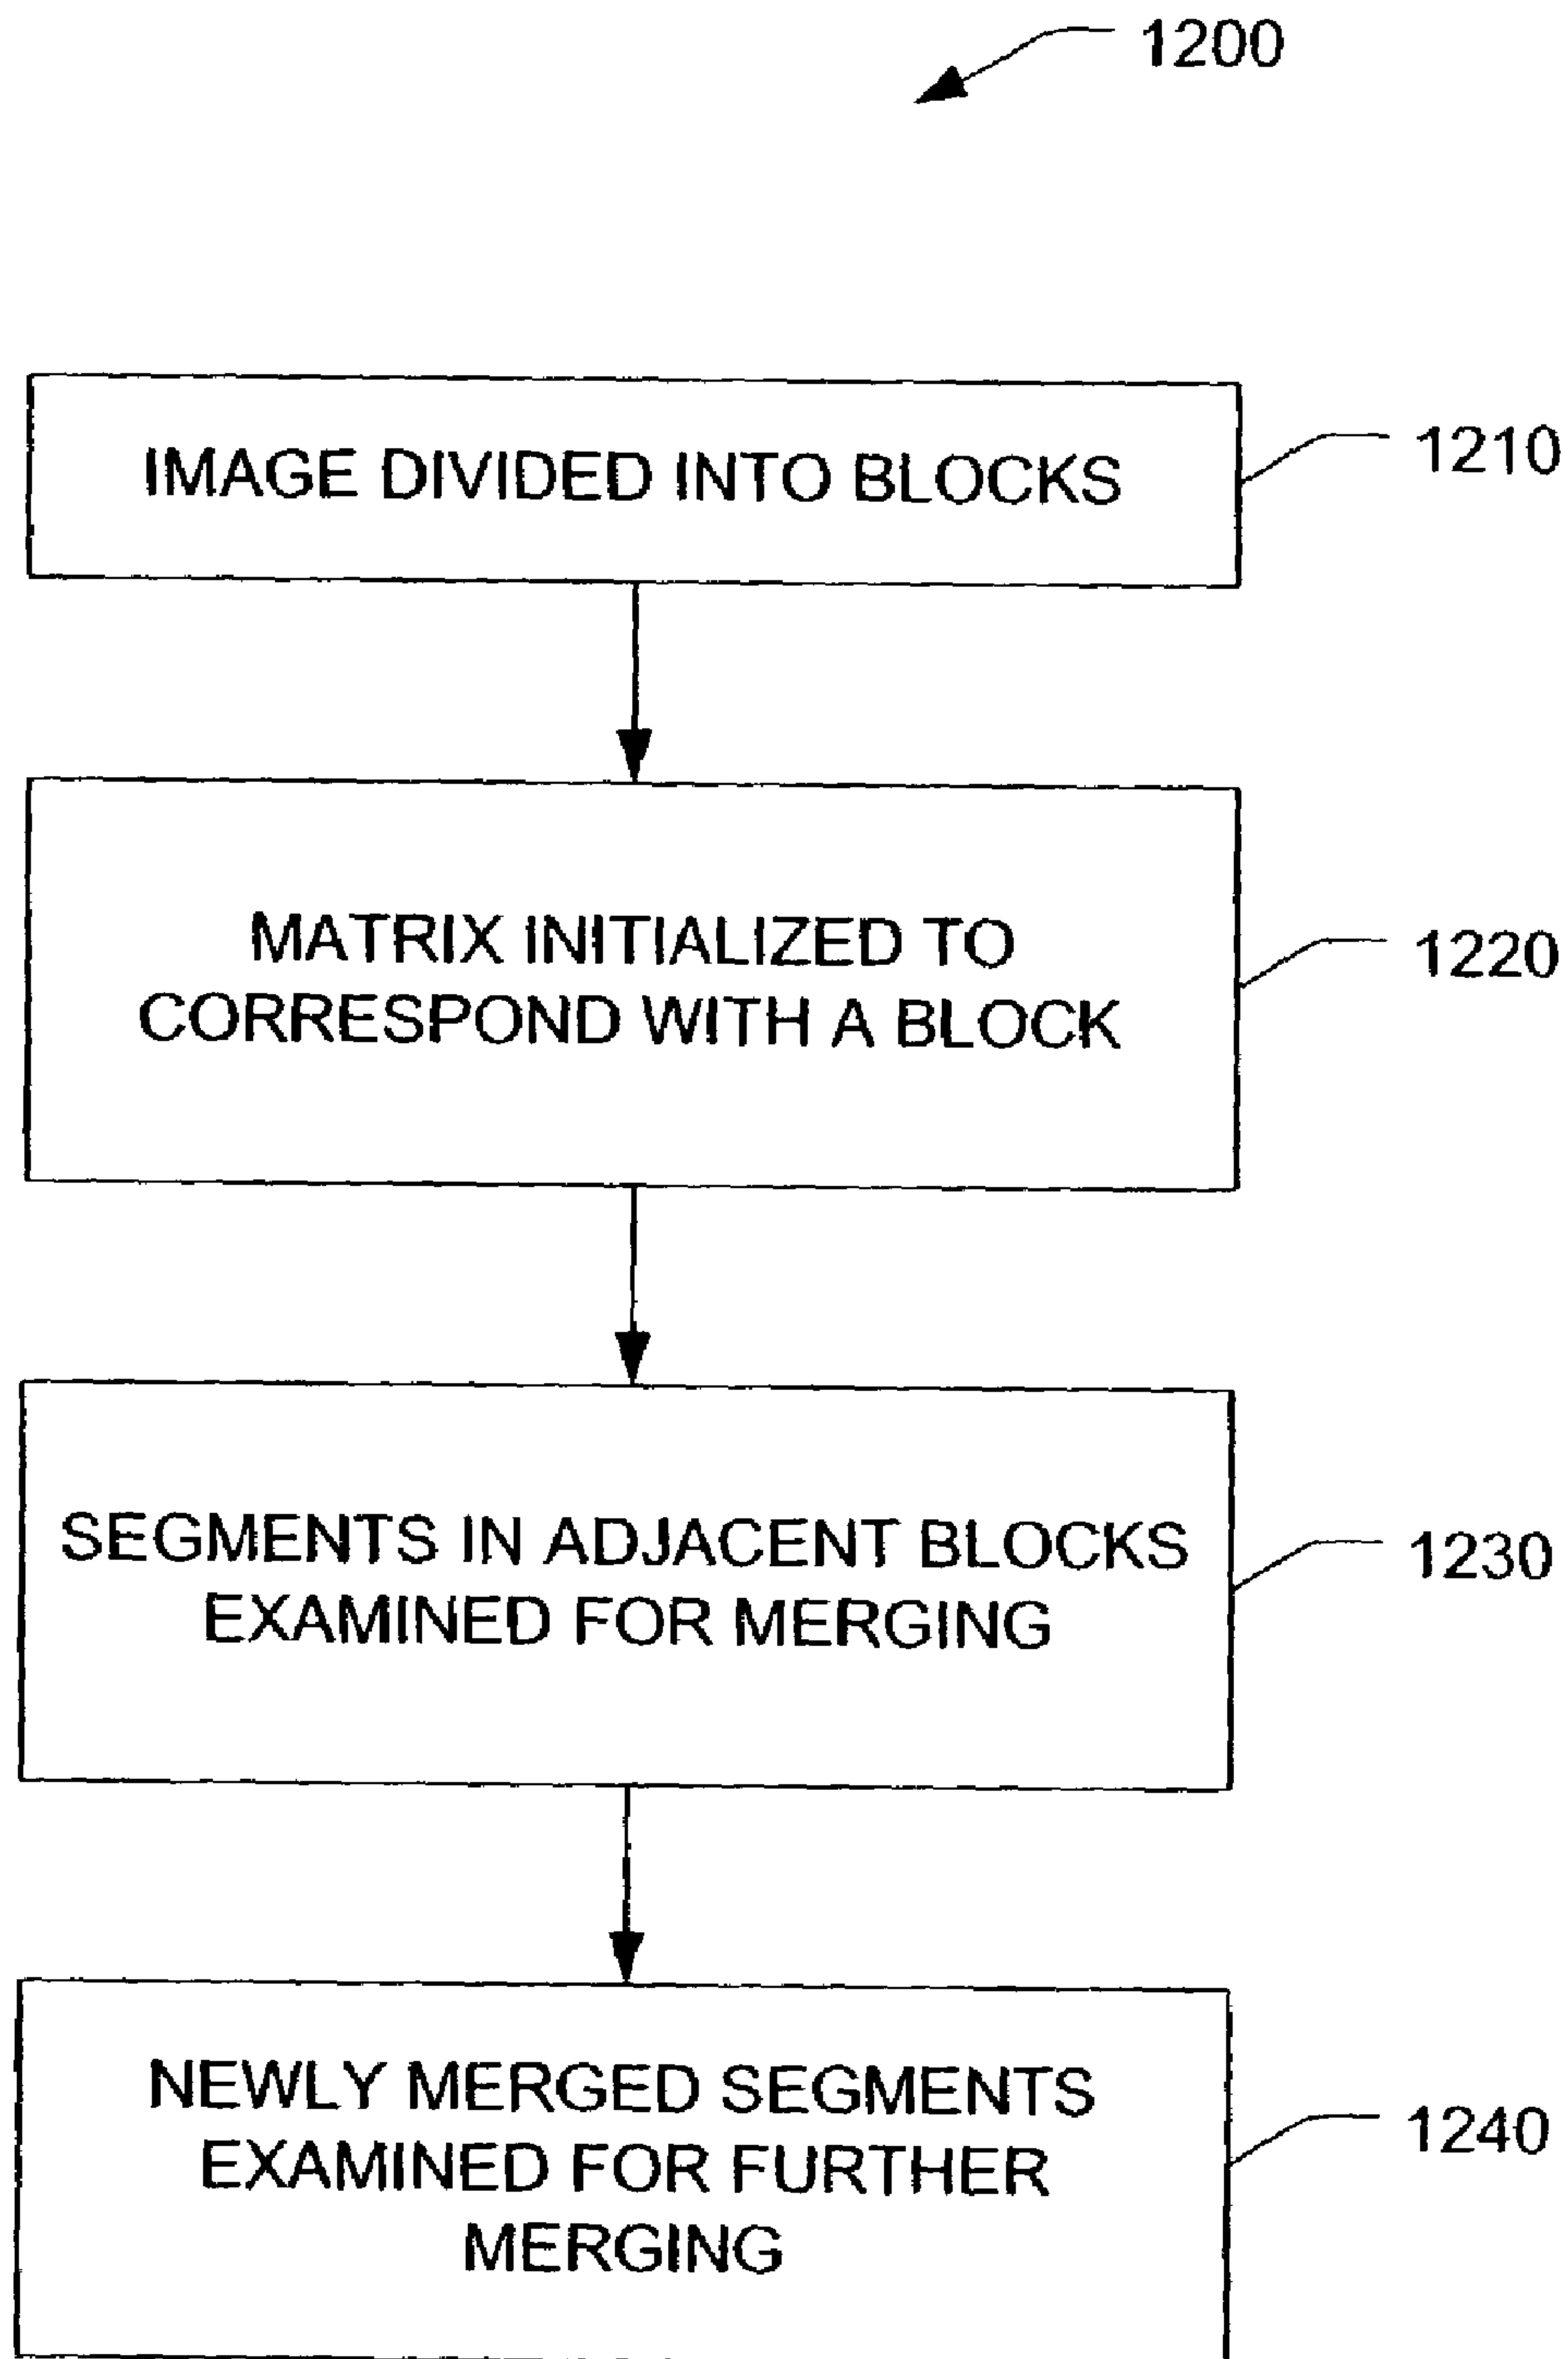 1200
IMAGE DIVIDED INTO BLOCKS
1210
MATRIX INITIALIZED TO
CORRESPOND WITH A BLOCK
1220
SEGMENTS IN ADJACENT BLOCKS
EXAMINED FOR MERGING
1230
NEWLY MERGED SEGMENTS
EXAMINED FOR FURTHER
MERGING
1240